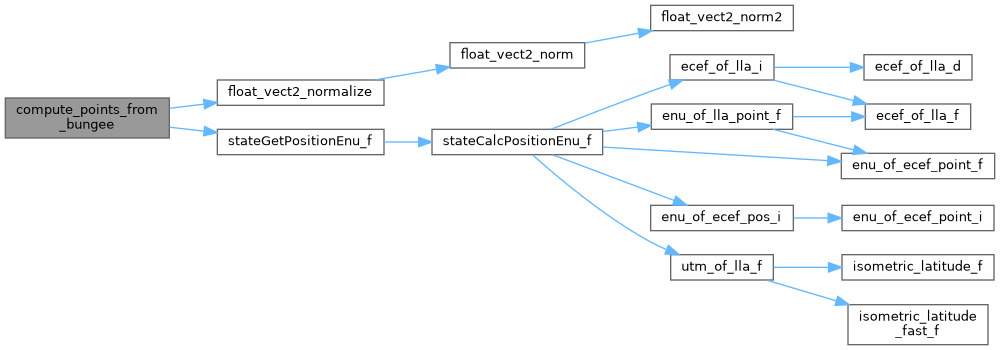 compute_points_from
_bungee
float_vect2_normalize
float_vect2_norm
float_vect2_norm2
stateGetPositionEnu_f
stateCalcPositionEnu_f
ecef_of_lla_i
ecef_of_lla_d
enu_of_lla_point_f
ecef_of_lla_f
enu_of_ecef_point_f
enu_of_ecef_pos_i
enu_of_ecef_point_i
utm_of_lla_f
isometric_latitude_f
isometric_latitude
_fast_f